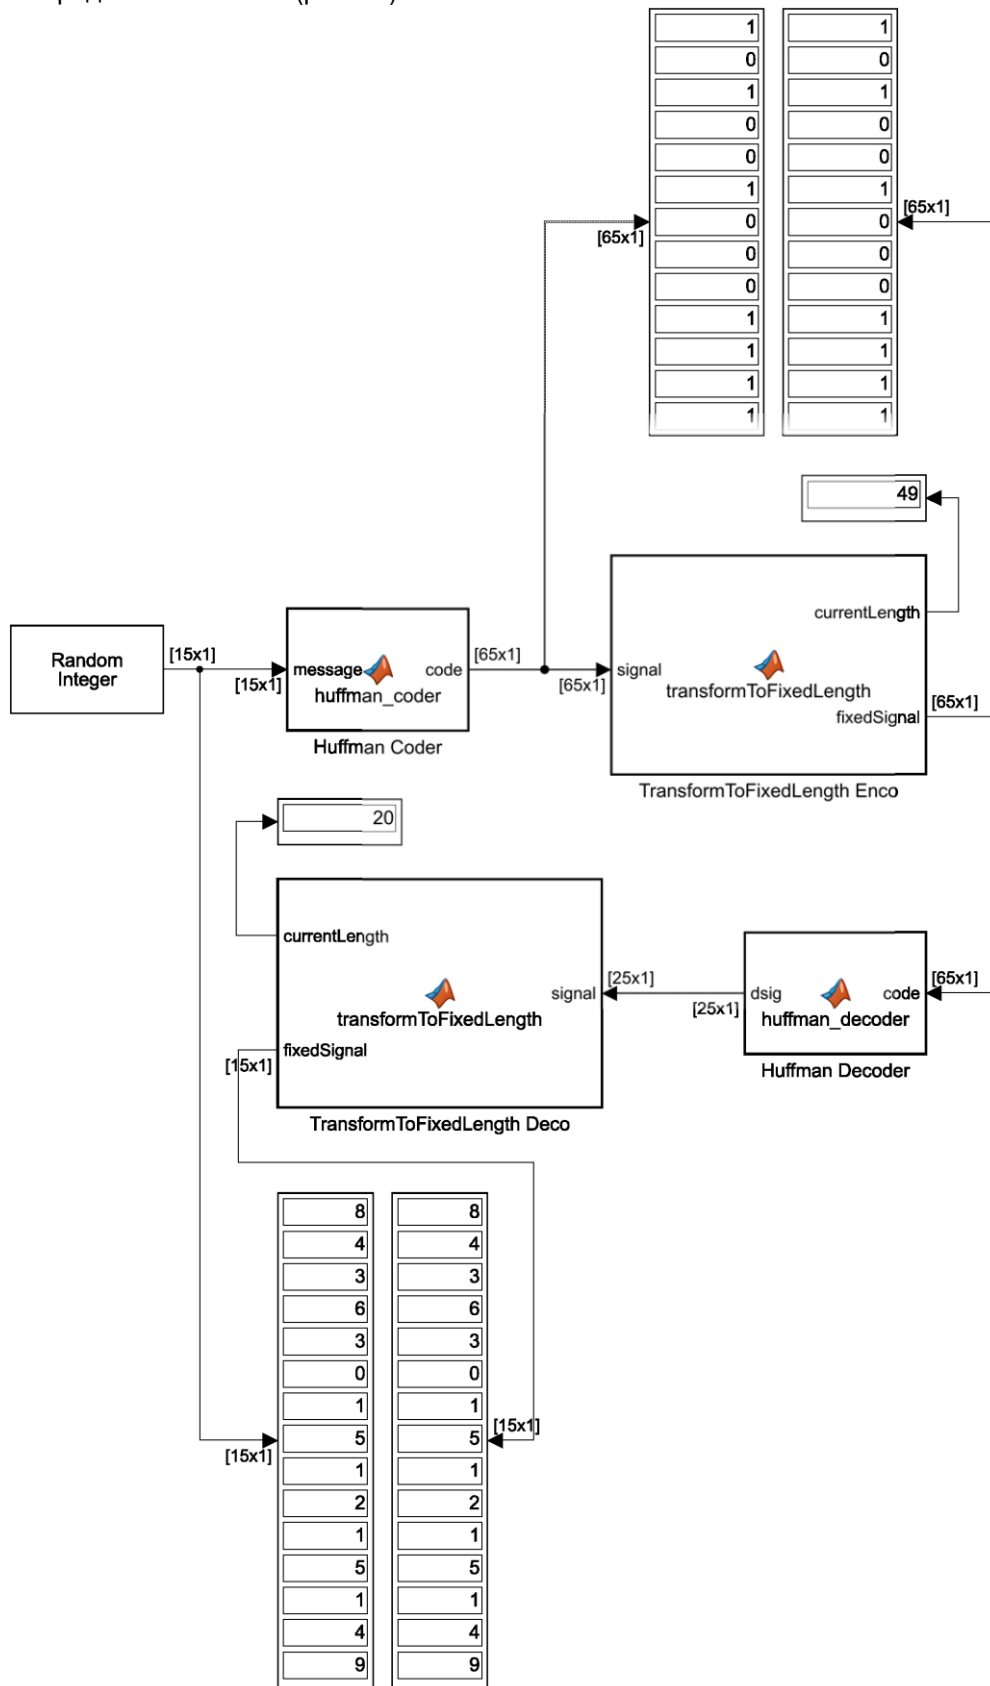 1 1
0 0
1 1
0 0
0 0
1 1
0 0
0 0
0 0
1 1
1 1
1 1
1 1
[65x1]
[65x1]
49
currentLength
Random
Integer
[15x1]
[15x1]
message code
huffman_coder
Huffman Coder
[65x1]
[65x1]
signal
transformToFixedLength
fixedSignal
[65x1]
TransformToFixedLength Enco
20
currentLength
transformToFixedLength
signal
fixedSignal
[15x1]
TransformToFixedLength Deco
[25x1]
[25x1]
dsig code
huffman_decoder
Huffman Decoder
[65x1]
8 8
4 4
3 3
6 6
3 3
0 0
1 1
5 5
1 1
2 2
1 1
5 5
1 1
4 4
9 9
[15x1]
[15x1]